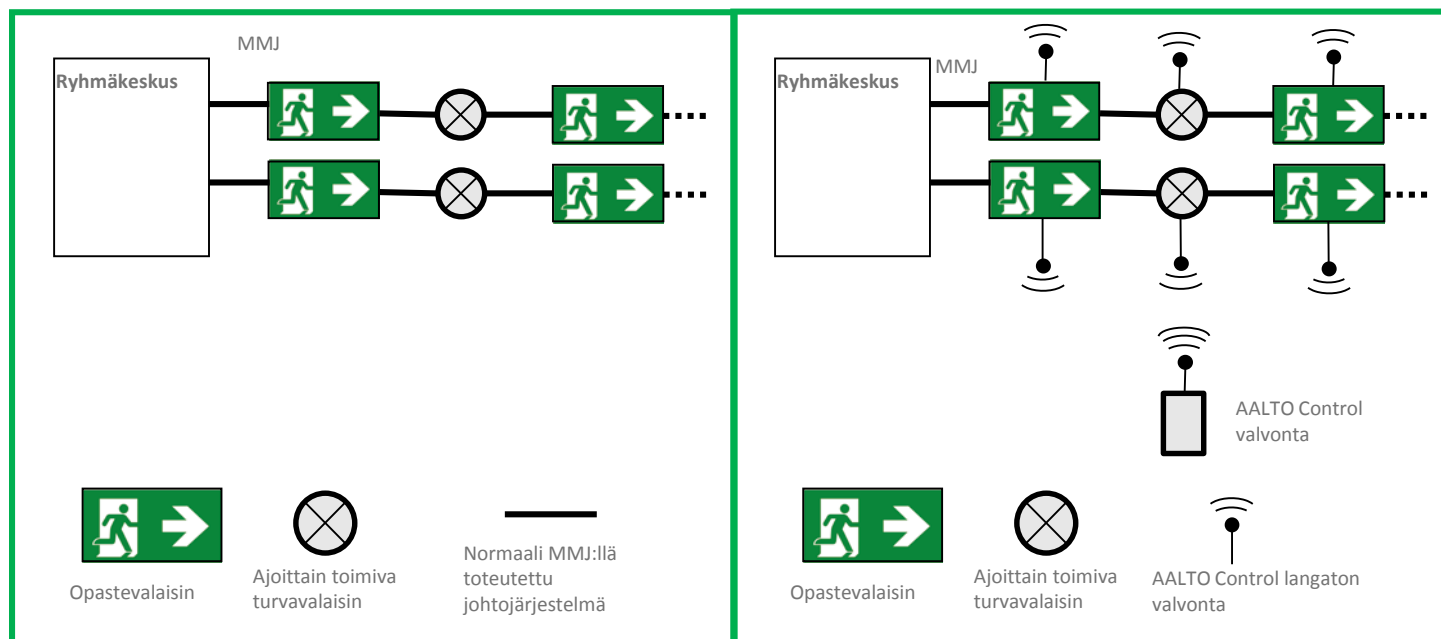 MMJ
Ryhmäkeskus
Opastevalaisin
Ajoittain toimiva
turvavalaisin
Normaali MMJ:llä
toteutettu
johtojärjestelmä
Ryhmäkeskus
MMJ
AALTO Control
valvonta
Opastevalaisin
Ajoittain toimiva
turvavalaisin
AALTO Control langaton
valvonta